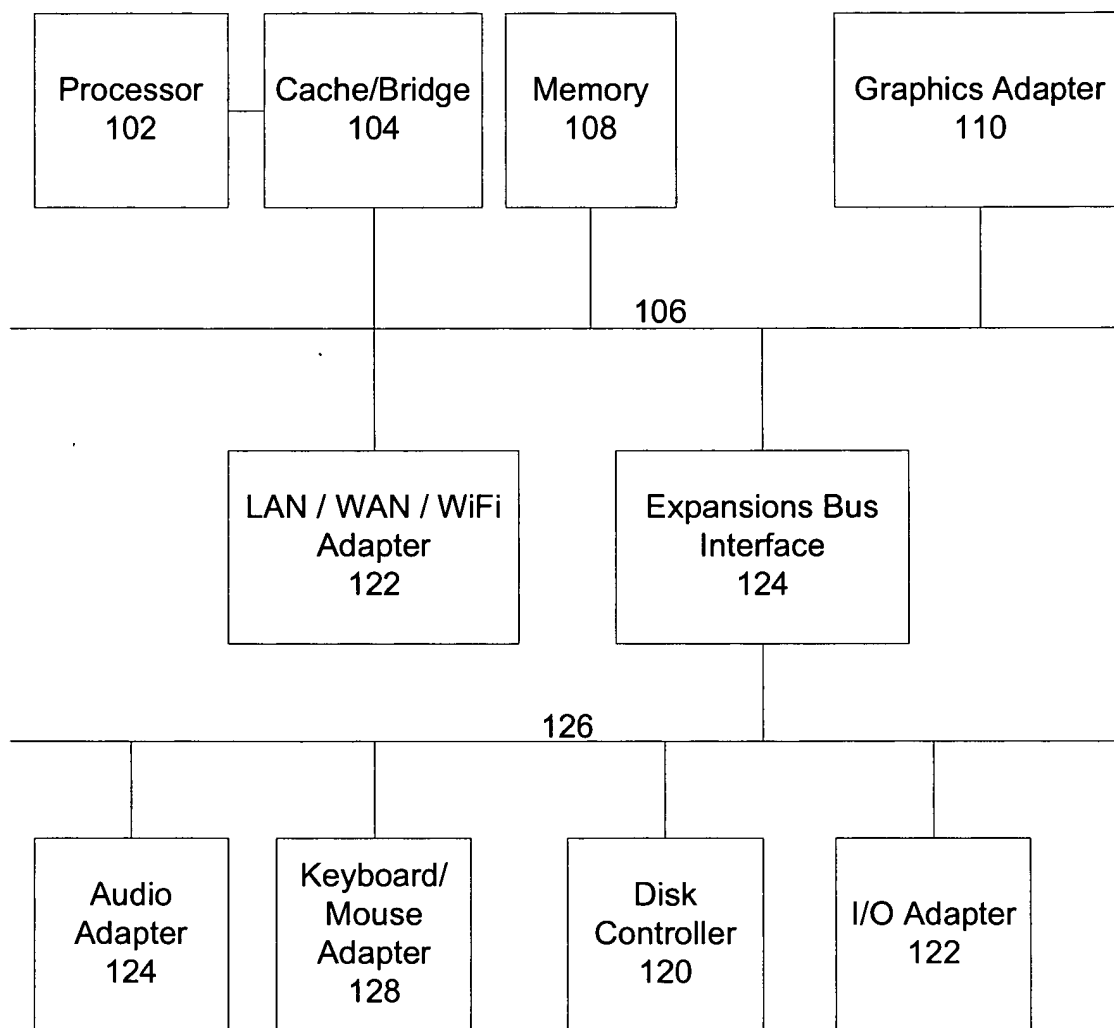 Processor
102
Cache/Bridge
104
Memory
108
Graphics Adapter
110
106
LAN / WAN / WiFi
Adapter
122
Expansions Bus
Interface
124
126
Audio
Adapter
124
Keyboard/
Mouse
Adapter
128
Disk
Controller
120
I/O Adapter
122